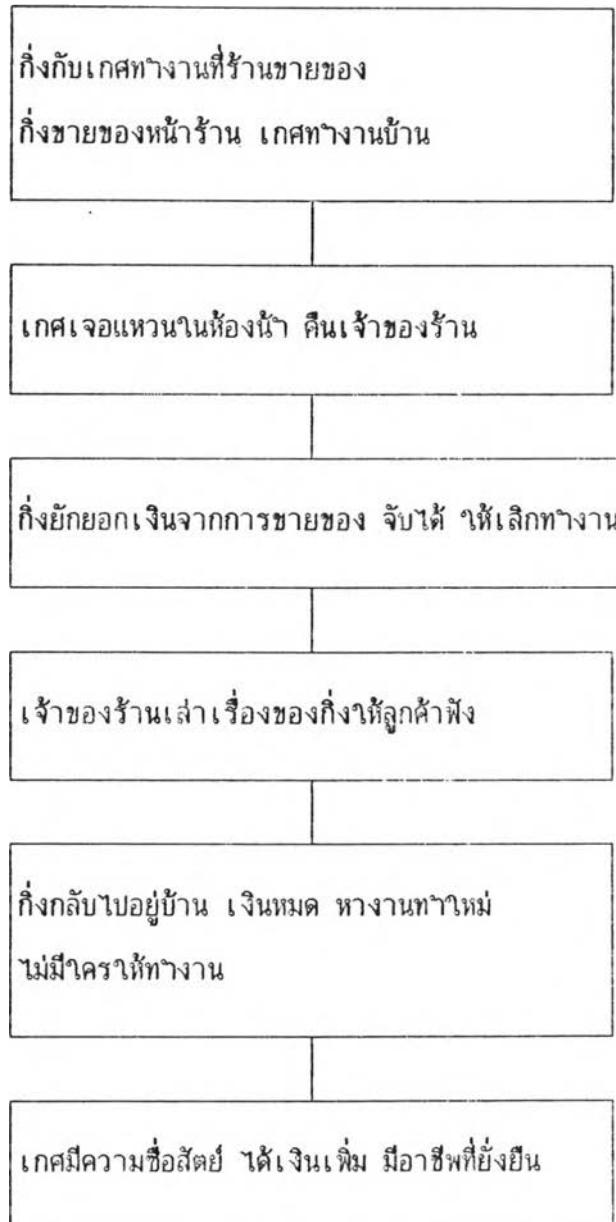 กิ่งกับเกศทำงานที่ร้านขายของ
กิ่งขายของหน้าร้าน เกศทำงานบ้าน
เกศเจอแหวนในห้องน้ำ คืนเจ้าของร้าน
กิ่งยักยอกเงินจากการขายของ จับได้ ให้เลิกทำงาน
เจ้าของร้านเล่าเรื่องของกิ่งให้ลูกค้าฟัง
กิ่งกลับไปอยู่บ้าน เงินหมด หางานทำใหม่
ไม่มีใครให้ทำงาน
เกศมีความซื่อสัตย์ ได้เงินเพิ่ม มีอาชีพที่ยั่งยืน